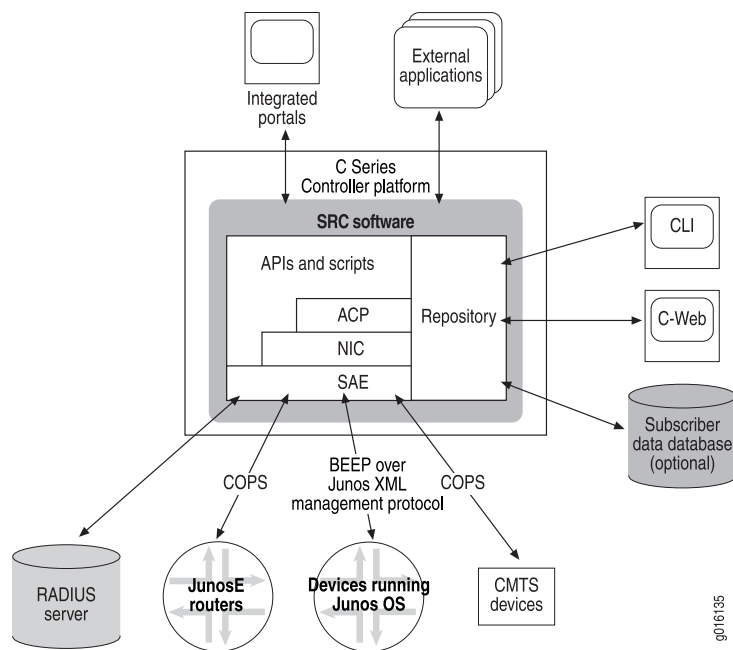 Integrated
portals
External
applications
C Series
Controller platform
SRC software
APIs and scripts
ACP
NIC
SAE
Repository
CLI
C-Web
Subscriber
data database
(optional)
COPS
BEEP over
Junos XML
management protocol
COPS
RADIUS
server
JunosE
routers
Devices running
Junos OS
CMTS
devices
g016135